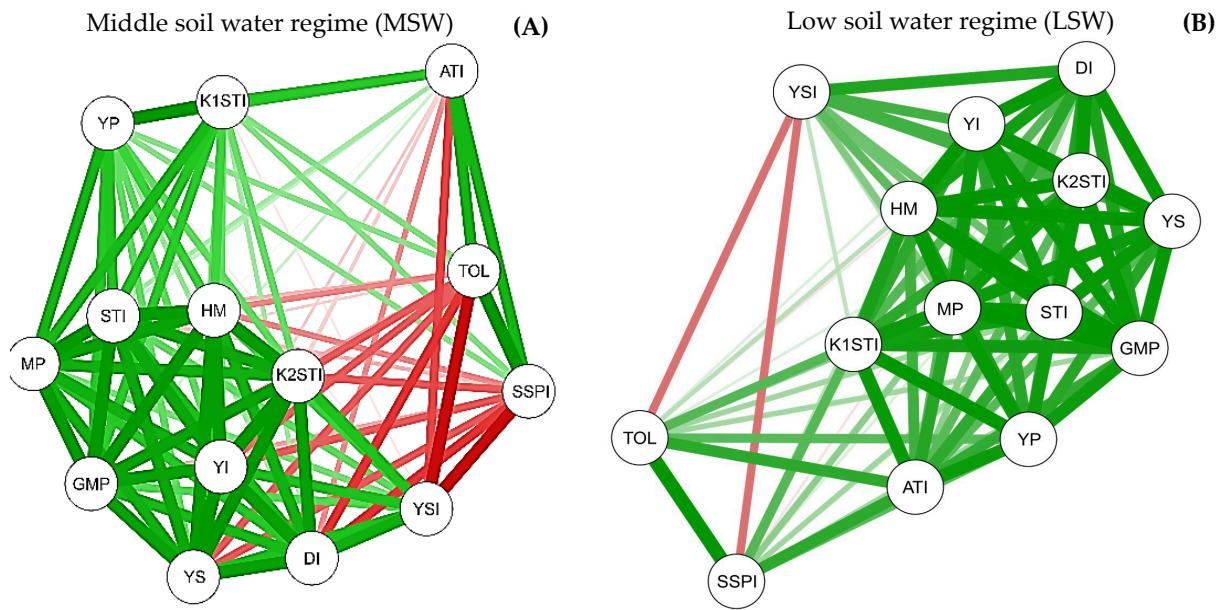 Middle soil water regime (MSW)
(A)
ATI
K1STI
YP
TOL
STI
HM
MP
K2STI
SSPI
YI
GMP
YSI
DI
YS
Low soil water regime (LSW)
(B)
DI
YSI
YI
K2STI
HM
YS
MP
STI
K1STI
GMP
TOL
YP
ATI
SSPI